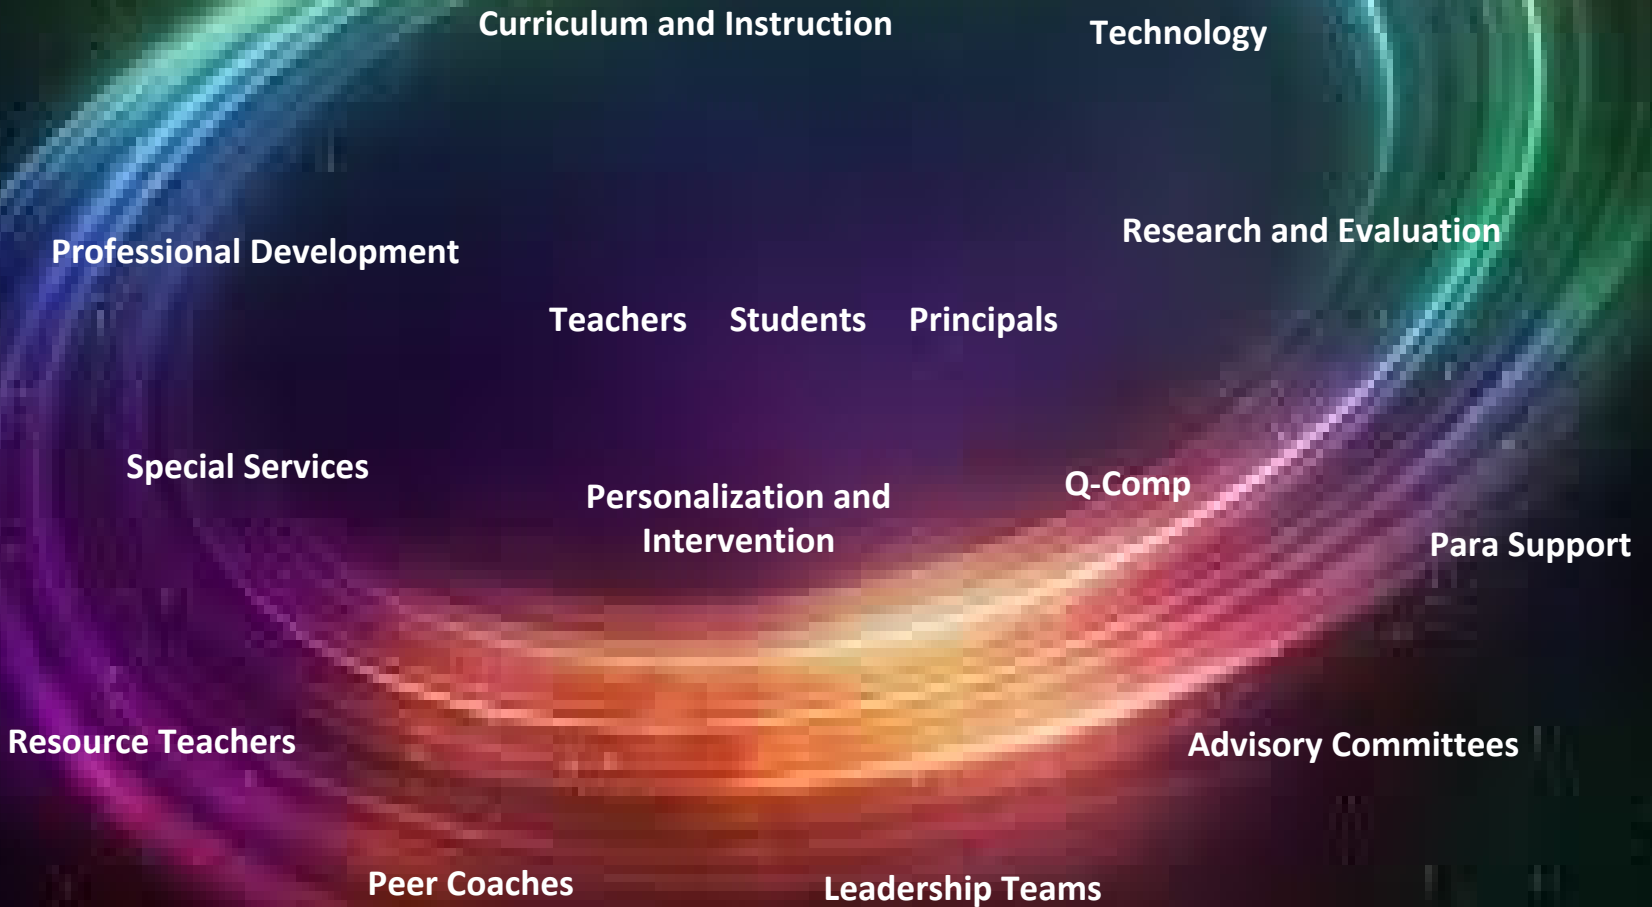 Curriculum and Instruction
Technology
Research and Evaluation
Professional Development
Teachers Students Principals
Special Services
Personalization and
Intervention
Q-Comp
Para Support
Resource Teachers
Advisory Committees
Peer Coaches
Leadership Teams